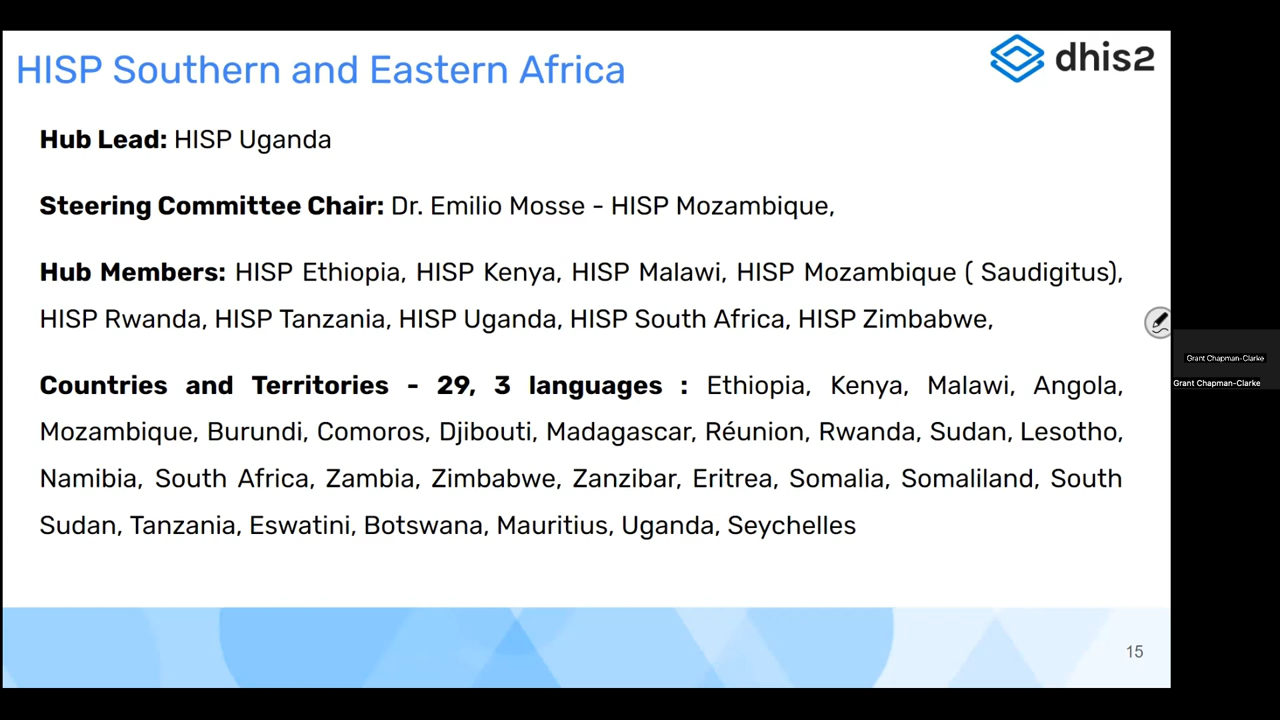 HISP Southern and Eastern Africa
dhis2
Hub Lead: HISP Uganda
Steering Committee Chair: Dr. Emilio Mosse - HISP Mozambique,
Hub Members: HISP Ethiopia, HISP Kenya, HISP Malawi, HISP Mozambique ( Saudigitus),
HISP Rwanda, HISP Tanzania, HISP Uganda, HISP South Africa, HISP Zimbabwe,
Countries and Territories - 29, 3 languages : Ethiopia, Kenya, Malawi, Angola,
Mozambique, Burundi, Comoros, Djibouti, Madagascar, Réunion, Rwanda, Sudan, Lesotho,
Namibia, South Africa, Zambia, Zimbabwe, Zanzibar, Eritrea, Somalia, Somaliland, South
Sudan, Tanzania, Eswatini, Botswana, Mauritius, Uganda, Seychelles
15
Grant Chapman-Clarke
Grant Chapman-Clarke